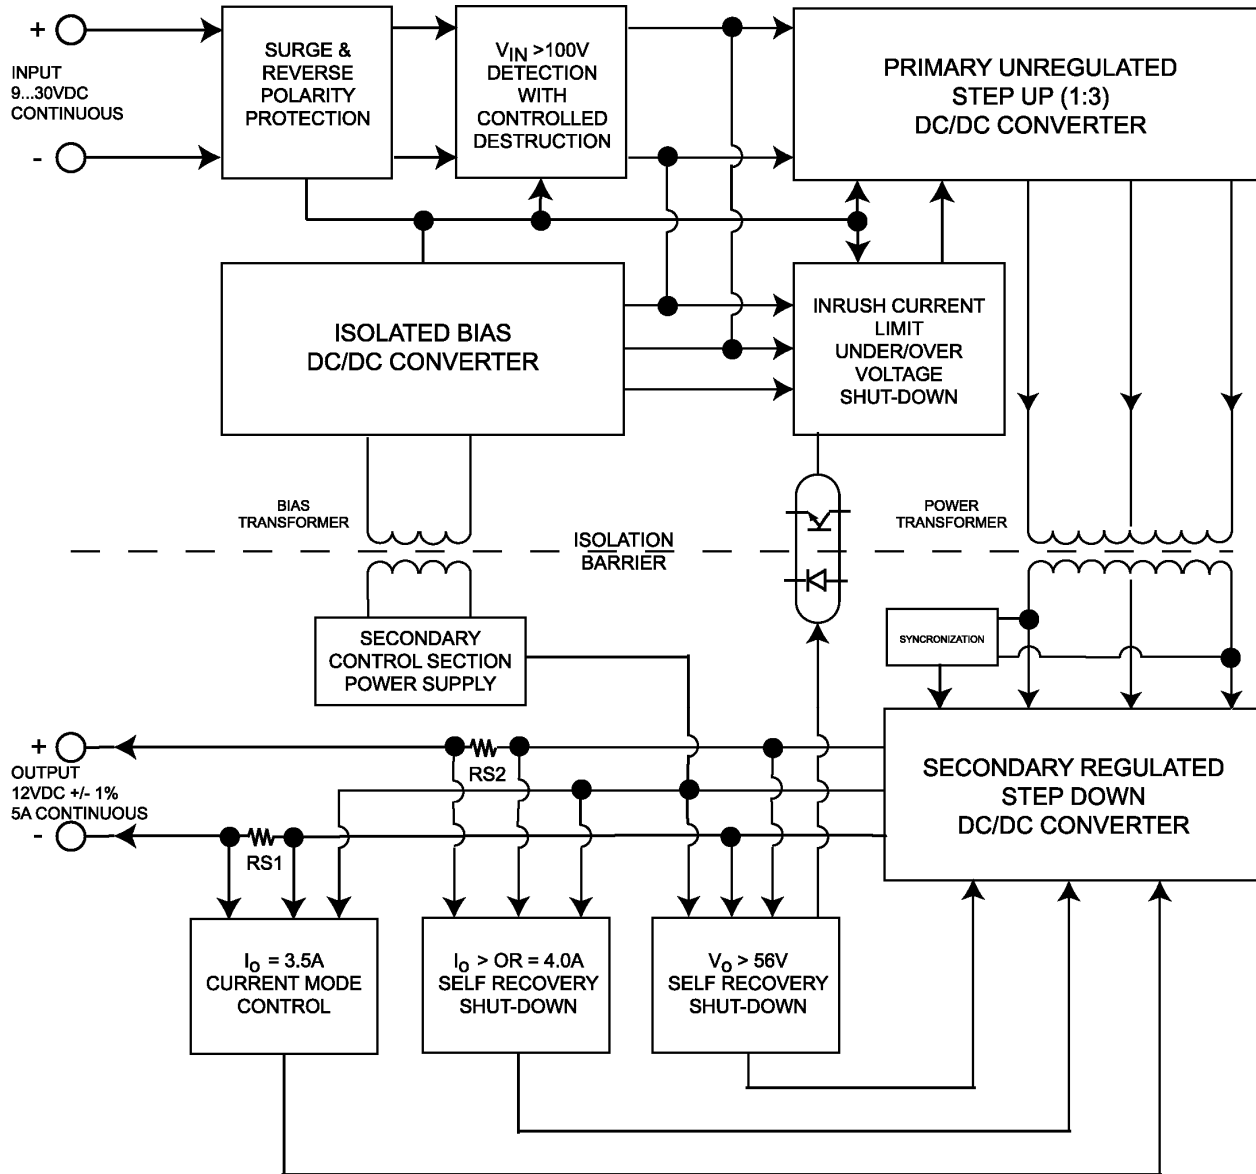 +
INPUT
9...30VDC
CONTINUOUS
-
SURGE &
REVERSE
POLARITY
PROTECTION
VIN >100V
DETECTION
WITH
CONTROLLED
DESTRUCTION
PRIMARY UNREGULATED
STEP UP (1:3)
DC/DC CONVERTER
ISOLATED BIAS
DC/DC CONVERTER
INRUSH CURRENT
LIMIT
UNDER/OVER
VOLTAGE
SHUT-DOWN
BIAS
TRANSFORMER
POWER
TRANSFORMER
ISOLATION
BARRIER
SECONDARY
CONTROL SECTION
POWER SUPPLY
SYNCRONIZATION
+
OUTPUT
12VDC +/- 1%
5A CONTINUOUS
-
RS2
RS1
SECONDARY REGULATED
STEP DOWN
DC/DC CONVERTER
IO = 3.5A
CURRENT MODE
CONTROL
IO > OR = 4.0A
SELF RECOVERY
SHUT-DOWN
VO > 56V
SELF RECOVERY
SHUT-DOWN